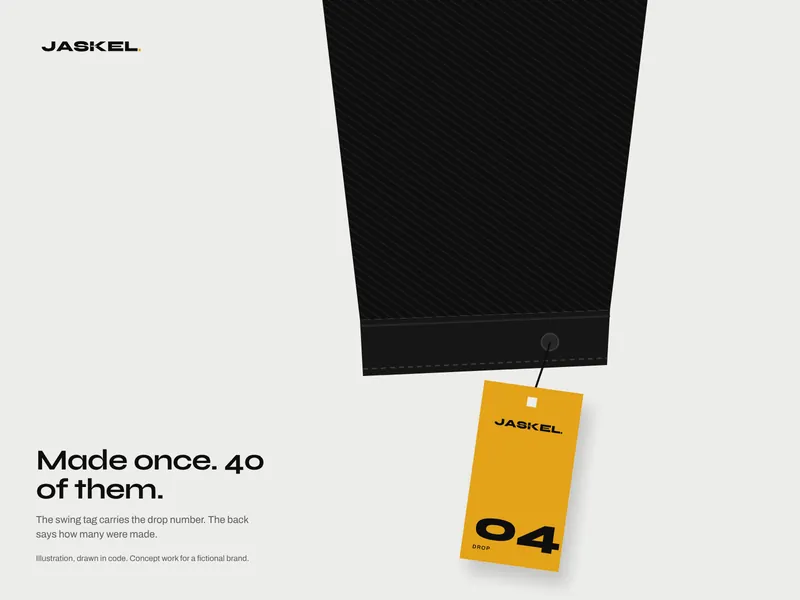 JASKEL.
JASKEL.
04
DROP
Made once. 40
of them.
The swing tag carries the drop number. The back
says how many were made.
Illustration, drawn in code. Concept work for a fictional brand.